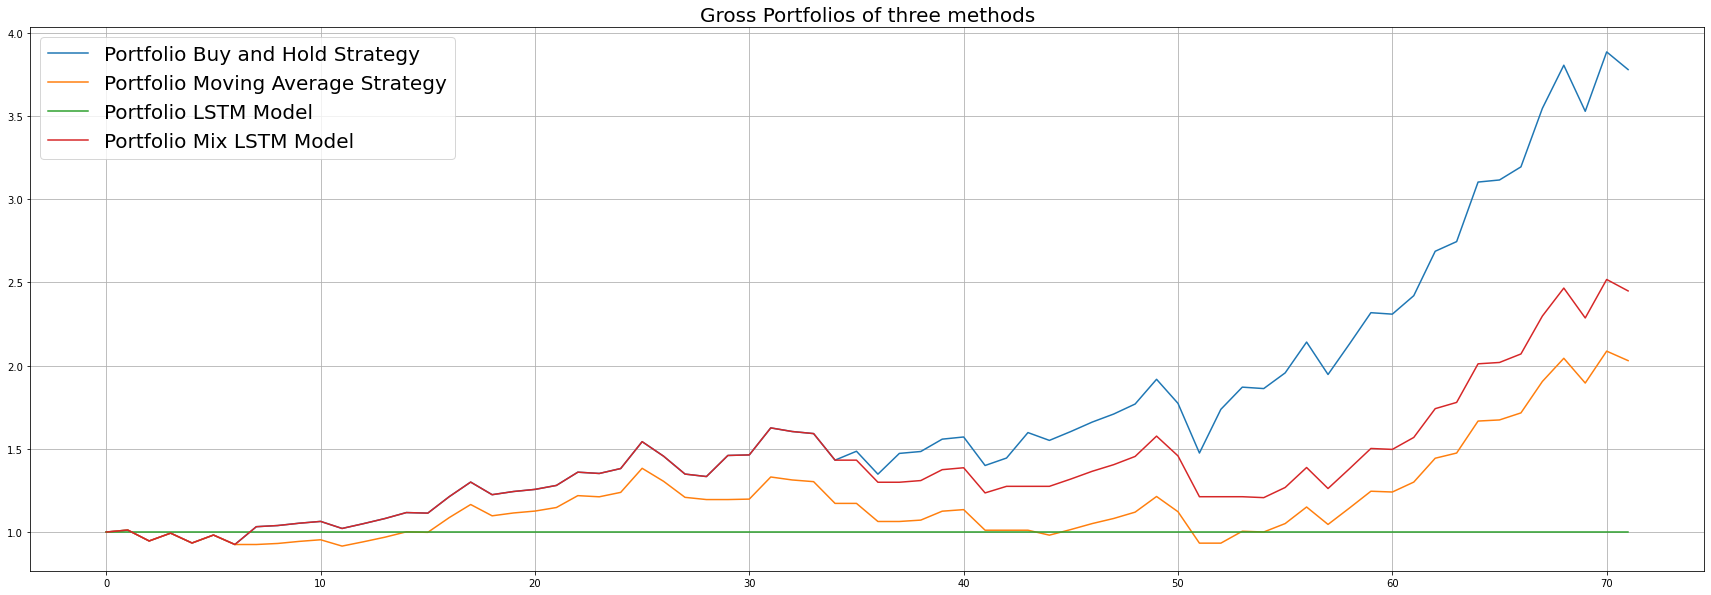 Gross Portfolios of three methods
Portfolio Buy and Hold Strategy
Portfolio Moving Average Strategy
Portfolio LSTM Model
Portfolio Mix LSTM Model
4.0
3.5
3.0
2.5
2.0
1.5
1.0
0 10 20 30 40 50 60 70